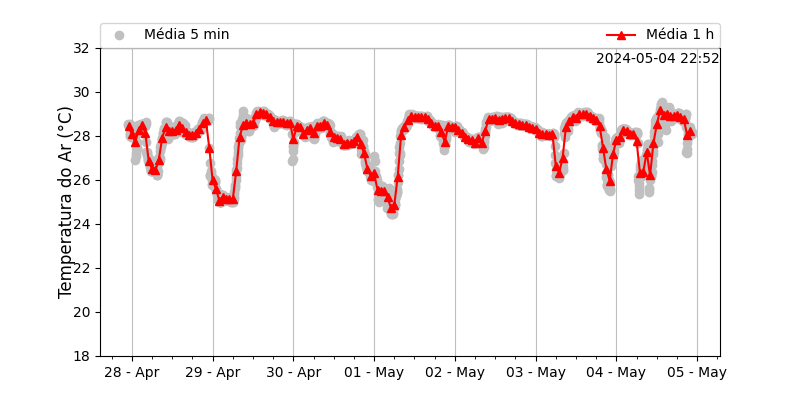 Média 5 min
Média 1 h
2024-05-04 22:52
Temperatura do Ar (°C)
32
30
28
26
24
22
20
18
28 - Apr
29 - Apr
30 - Apr
01 - May
02 - May
03 - May
04 - May
05 - May